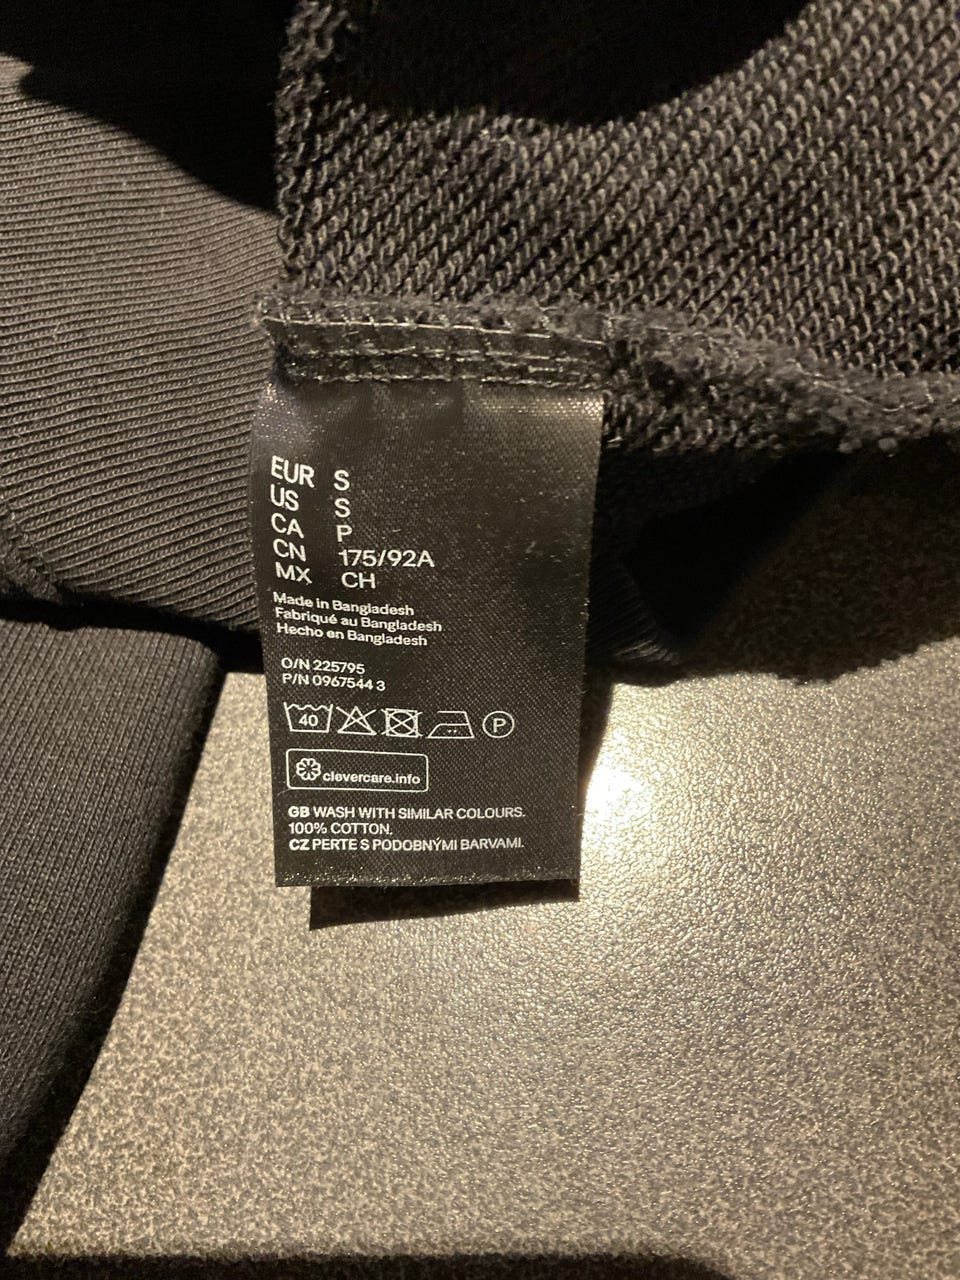 EUR S
US S
CA P
CN 175/92A
MX CH
Made in Bangladesh
Fabriqué au Bangladesh
Hecho en Bangladesh
O/N 225795
P/N 0967544 3
40 P
clevercare.info
GB WASH WITH SIMILAR COLOURS.
100% COTTON.
CZ PERTE S PODOBNÝMI BARVAMI.